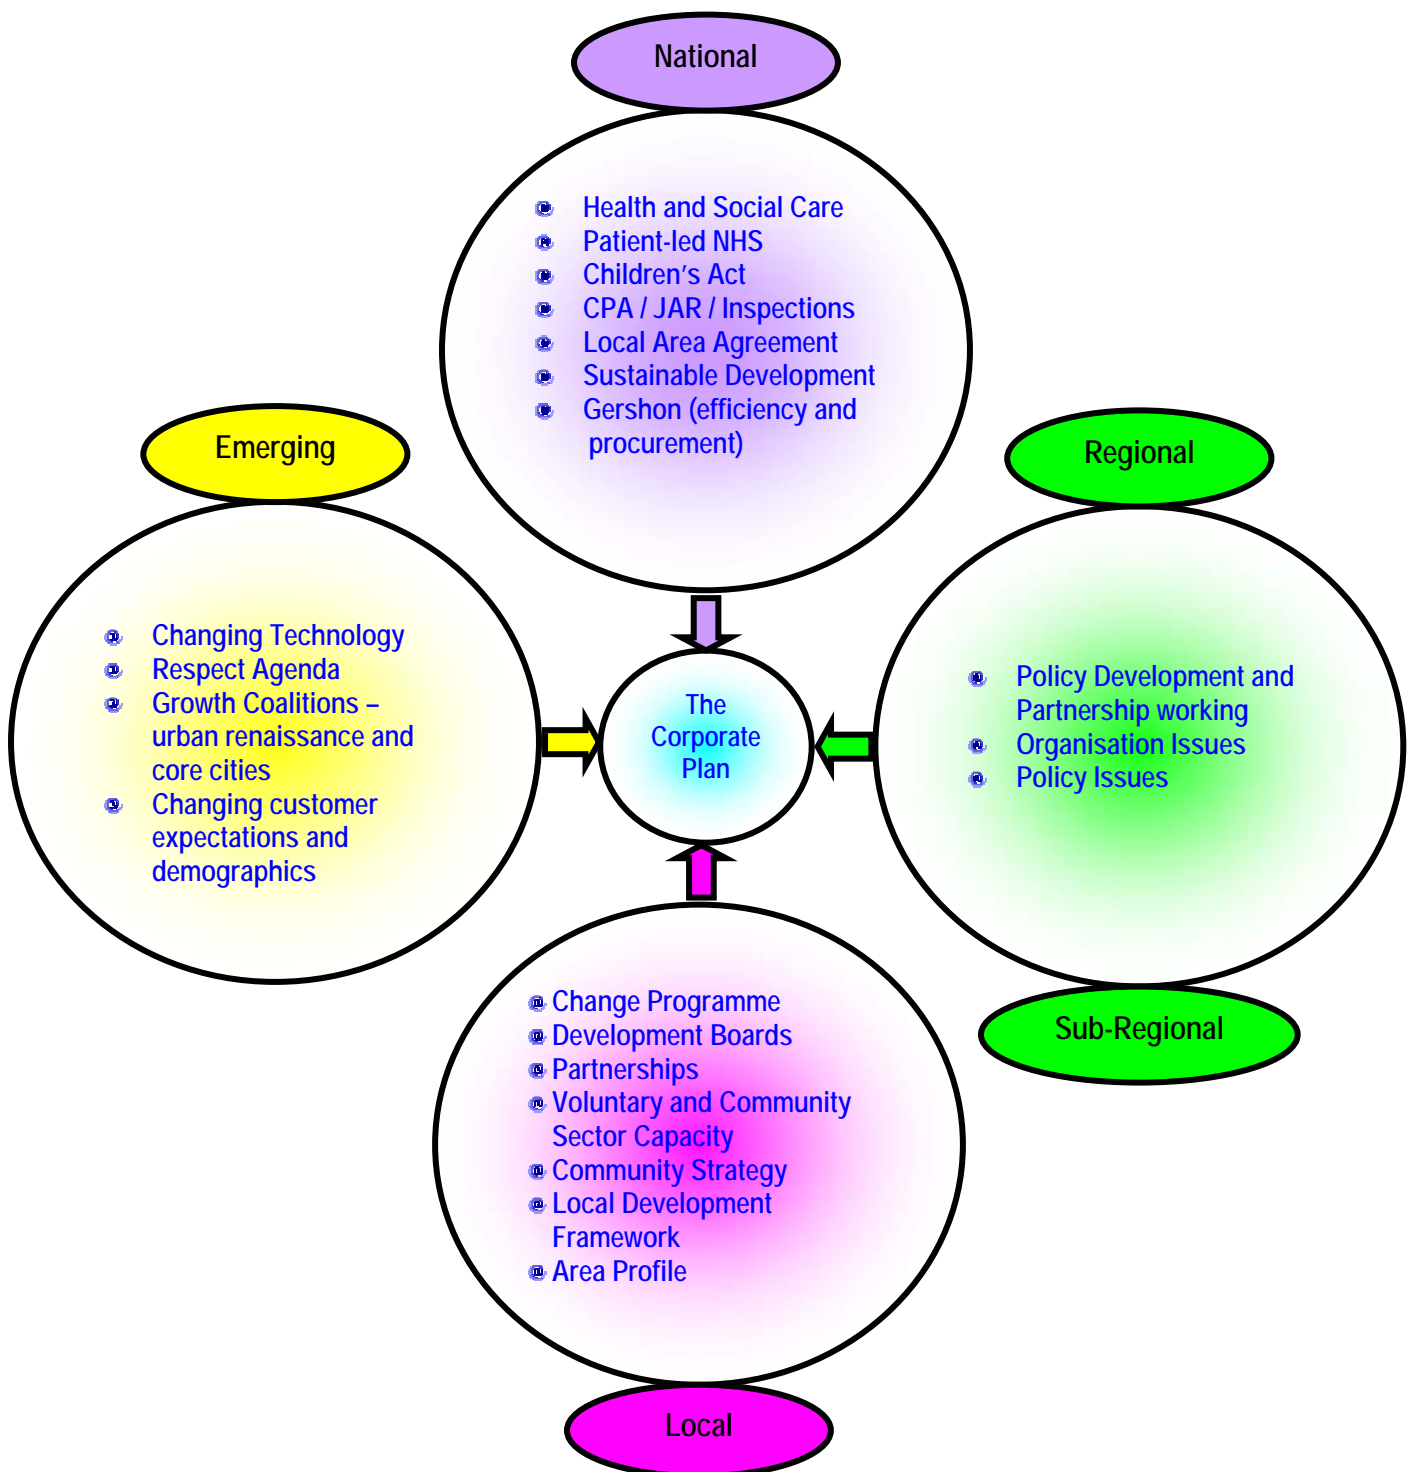 National
Health and Social Care
Patient-led NHS
Children's Act
CPA / JAR / Inspections
Local Area Agreement
Sustainable Development
Gershon (efficiency and
procurement)
Emerging
Changing Technology
Respect Agenda
Growth Coalitions –
urban renaissance and
core cities
Changing customer
expectations and
demographics
The
Corporate
Plan
Regional
Policy Development and
Partnership working
Organisation Issues
Policy Issues
Sub-Regional
Change Programme
Development Boards
Partnerships
Voluntary and Community
Sector Capacity
Community Strategy
Local Development
Framework
Area Profile
Local